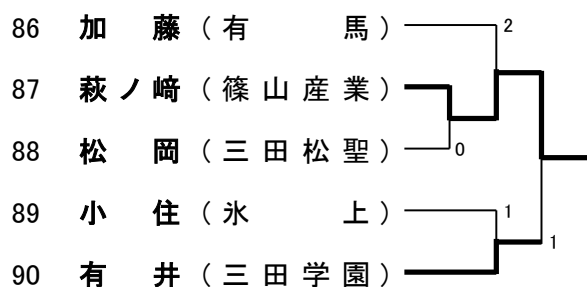 86 加藤（有馬） 2
87 萩ノ﨑（篠山産業）
88 松岡（三田松聖） 0
89 小住（氷上） 1
90 有井（三田学園） 1